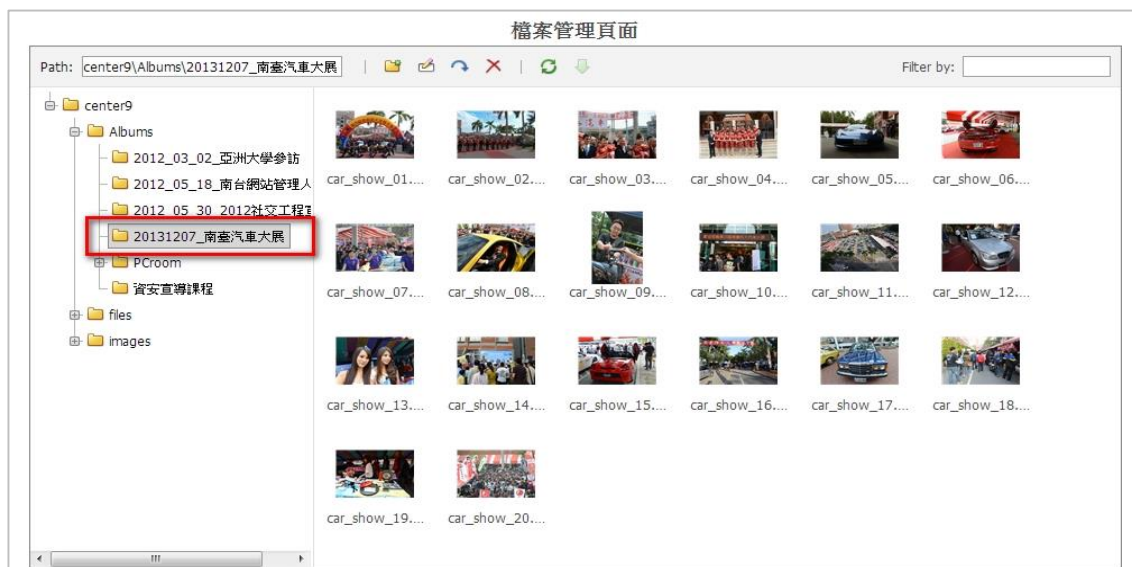 檔案管理頁面
Path: center9\Albums\20131207_南臺汽車大展
Filter by:
center9
Albums
2012_03_02_亞洲大學參訪
2012_05_18_南台網站管理人
2012_05_30_2012社交工程宣
20131207_南臺汽車大展
PCroom
資安宣導課程
files
images
car_show_01.... car_show_02.... car_show_03.... car_show_04.... car_show_05.... car_show_06....
car_show_07.... car_show_08.... car_show_09.... car_show_10.... car_show_11.... car_show_12....
car_show_13.... car_show_14.... car_show_15.... car_show_16.... car_show_17.... car_show_18....
car_show_19.... car_show_20....